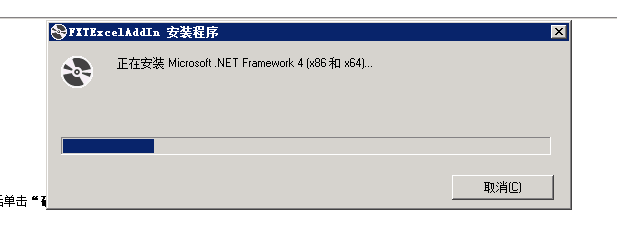 FXTExcelAddIn 安装程序
正在安装 Microsoft .NET Framework 4 (x86 和 x64)...
取消(C)
后单击“